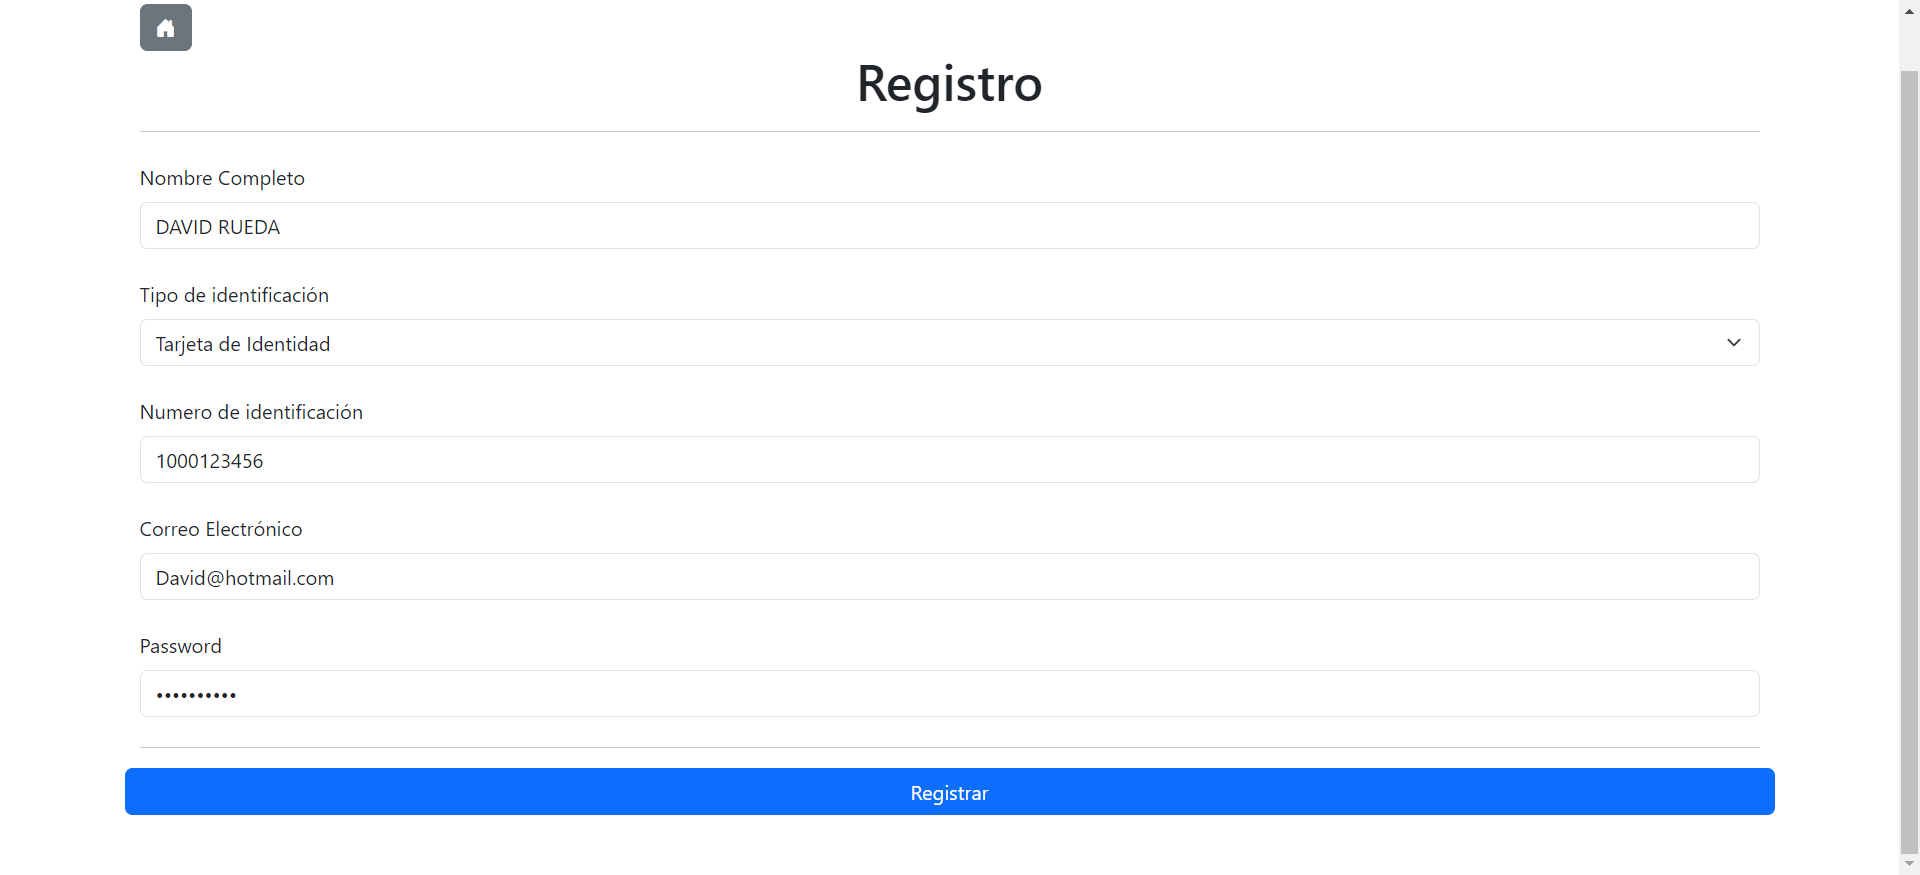 Registro
Nombre Completo
DAVID RUEDA
Tipo de identificación
Tarjeta de Identidad
Numero de identificación
1000123456
Correo Electrónico
David@hotmail.com
Password
••••••••••
Registrar